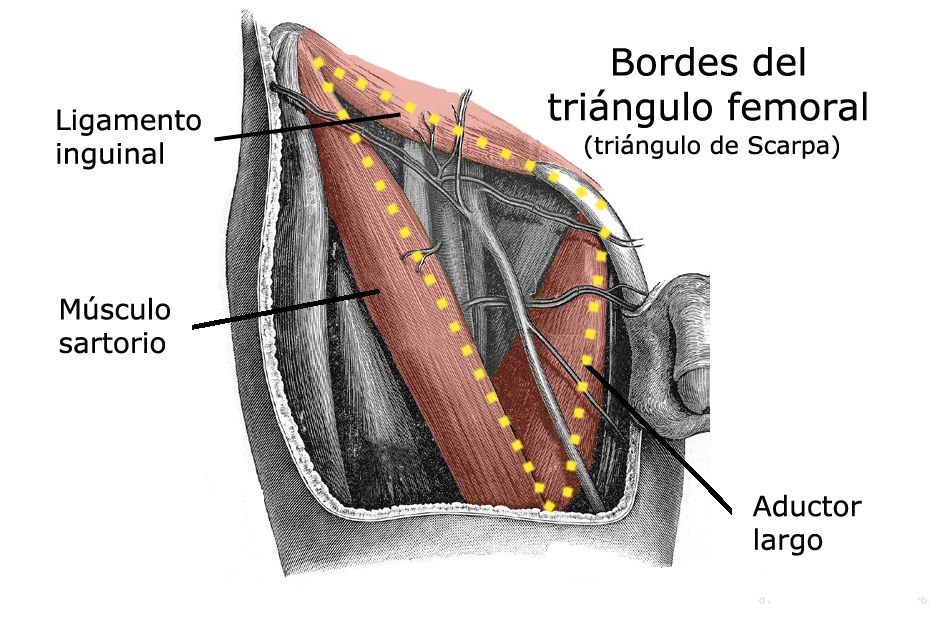 Bordes del
triángulo femoral
(triángulo de Scarpa)
Ligamento
inguinal
Músculo
sartorio
Aductor
largo